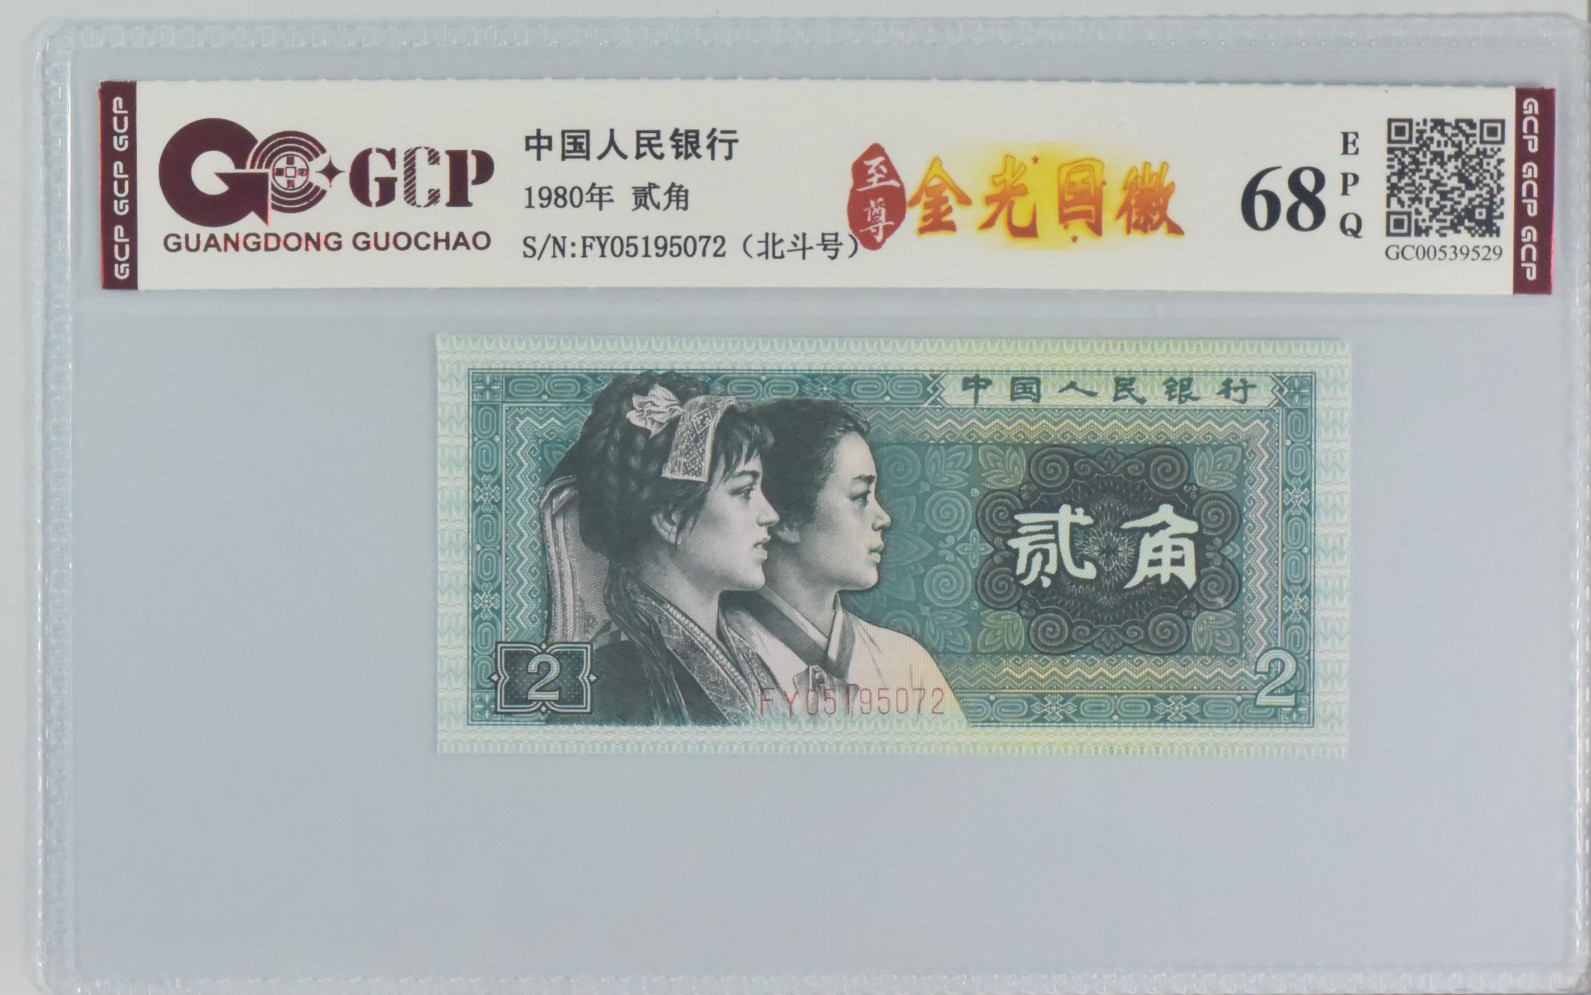 GCP GCP GCP
GCP
GUANGDONG GUOCHAO
中国人民银行
1980年 贰角
S/N:FY05195072（北斗号）
至尊
金光国徽
68
EPQ
GC00539529
GCP GCP GCP
中国人民银行
贰角
2
FY05195072
2